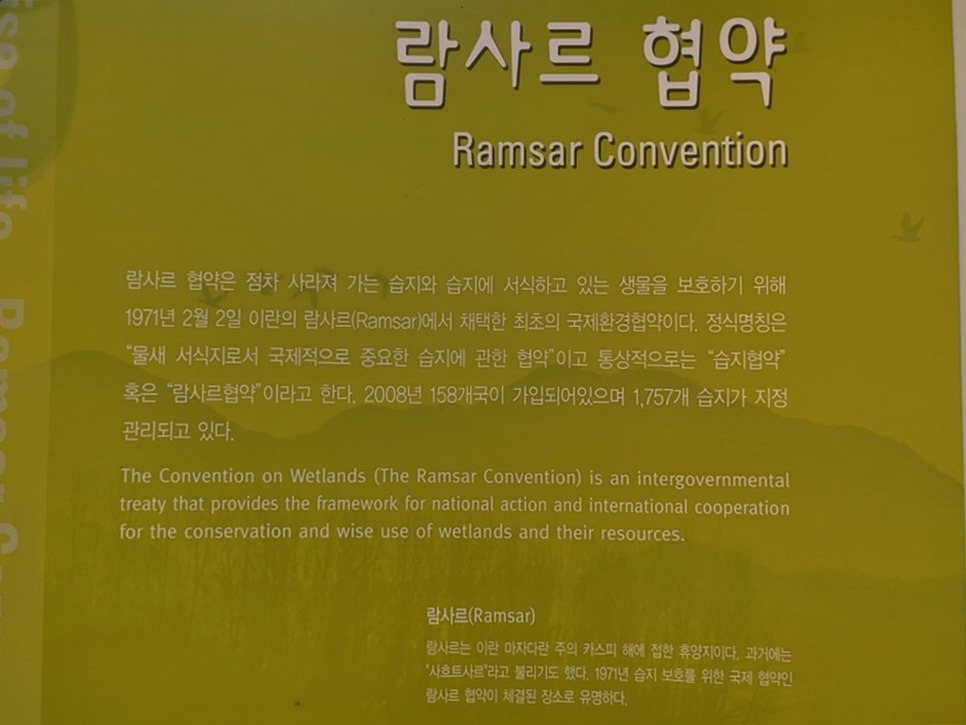 람사르 협약
Ramsar Convention
람사르 협약은 점차 사라져 가는 습지와 습지에 서식하고 있는 생물을 보호하기 위해
1971년 2월 2일 이란의 람사르(Ramsar)에서 채택한 최초의 국제환경협약이다. 정식명칭은
“물새 서식지로서 국제적으로 중요한 습지에 관한 협약”이고 통상적으로는 “습지협약”
혹은 “람사르협약”이라고 한다. 2008년 158개국이 가입되어있으며 1,757개 습지가 지정
관리되고 있다.
The Convention on Wetlands (The Ramsar Convention) is an intergovernmental
treaty that provides the framework for national action and international cooperation
for the conservation and wise use of wetlands and their resources.
람사르(Ramsar)
람사르는 이란 마자다란 주의 카스피 해에 접한 휴양지이다. 과거에는
"사흐트사르"라고 불리기도 했다. 1971년 습지 보호를 위한 국제 협약인
람사르 협약이 체결된 장소로 유명하다.
of life